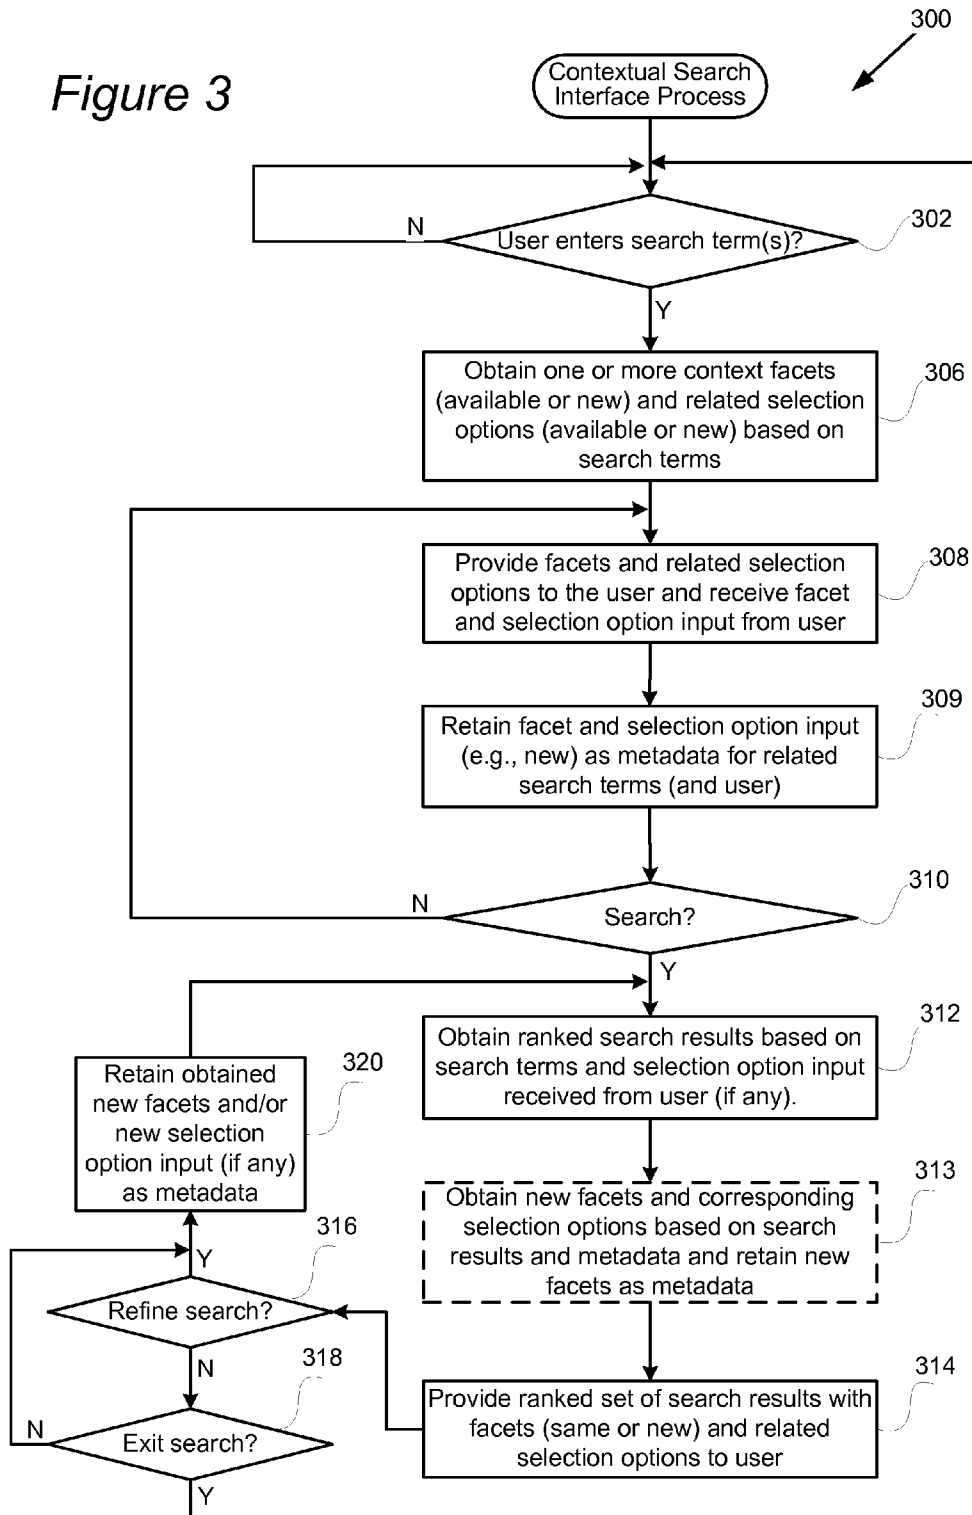 300
Figure 3
Contextual Search
Interface Process
N
User enters search term(s)?
302
Y
Obtain one or more context facets
(available or new) and related selection
options (available or new) based on
search terms
306
Provide facets and related selection
options to the user and receive facet
and selection option input from user
308
Retain facet and selection option input
(e.g., new) as metadata for related
search terms (and user)
309
N
Search?
310
Y
Obtain ranked search results based on
search terms and selection option input
received from user (if any).
312
Retain obtained
new facets and/or
new selection
option input (if any)
as metadata
320
Obtain new facets and corresponding
selection options based on search
results and metadata and retain new
facets as metadata
313
Y
316
Refine search?
N
318
Provide ranked set of search results with
facets (same or new) and related
selection options to user
314
N
Exit search?
Y